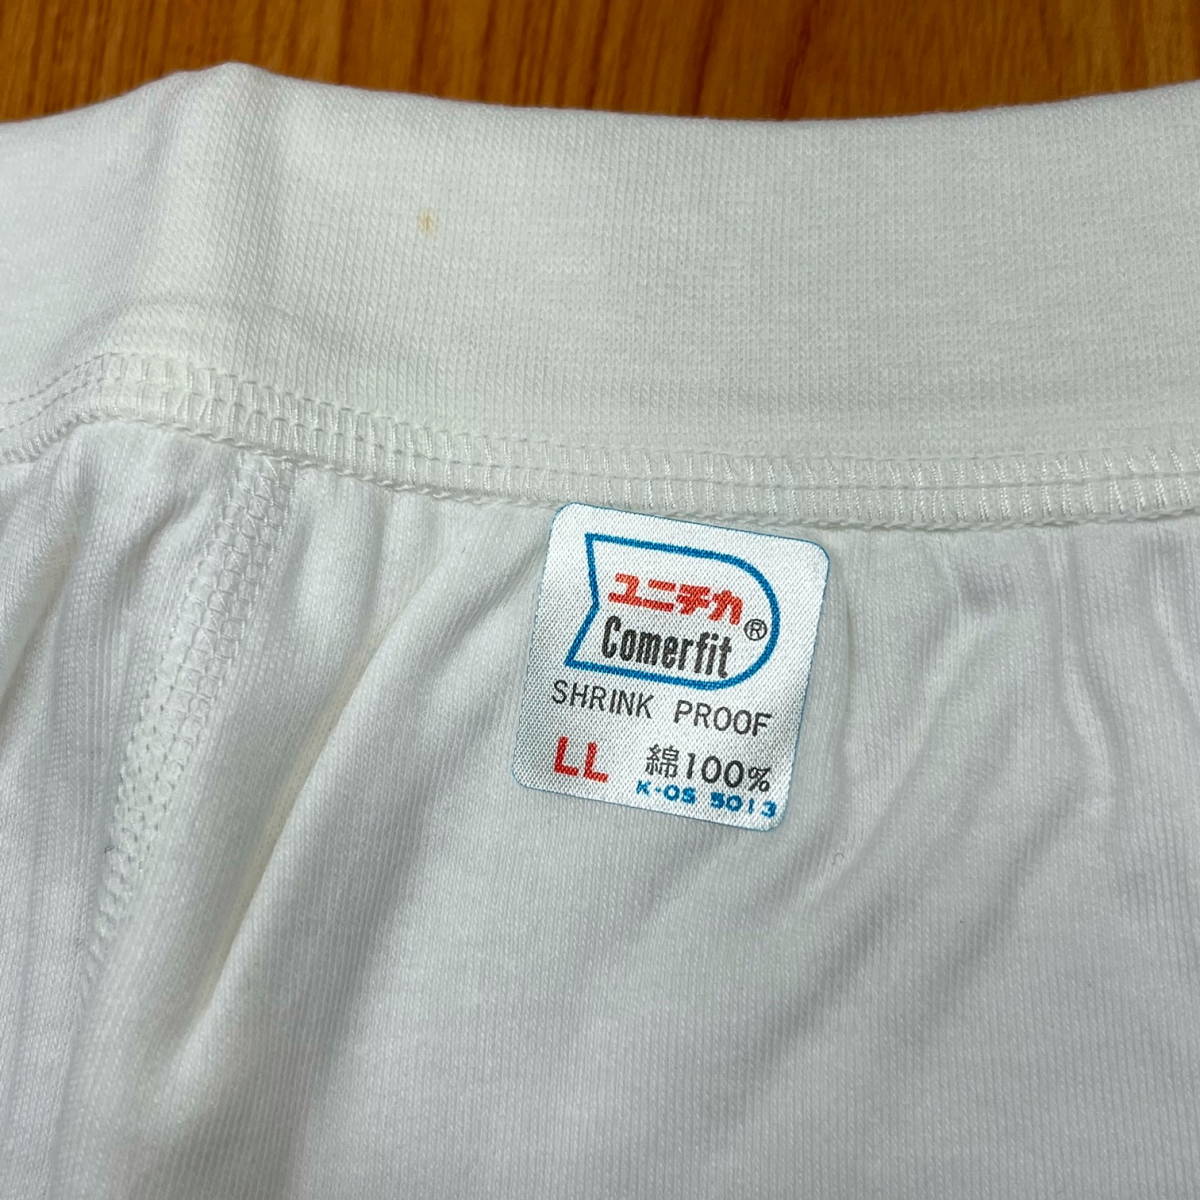 ユニチカ
Comerfit®
SHRINK PROOF
LL 綿100%
K-OS 5013